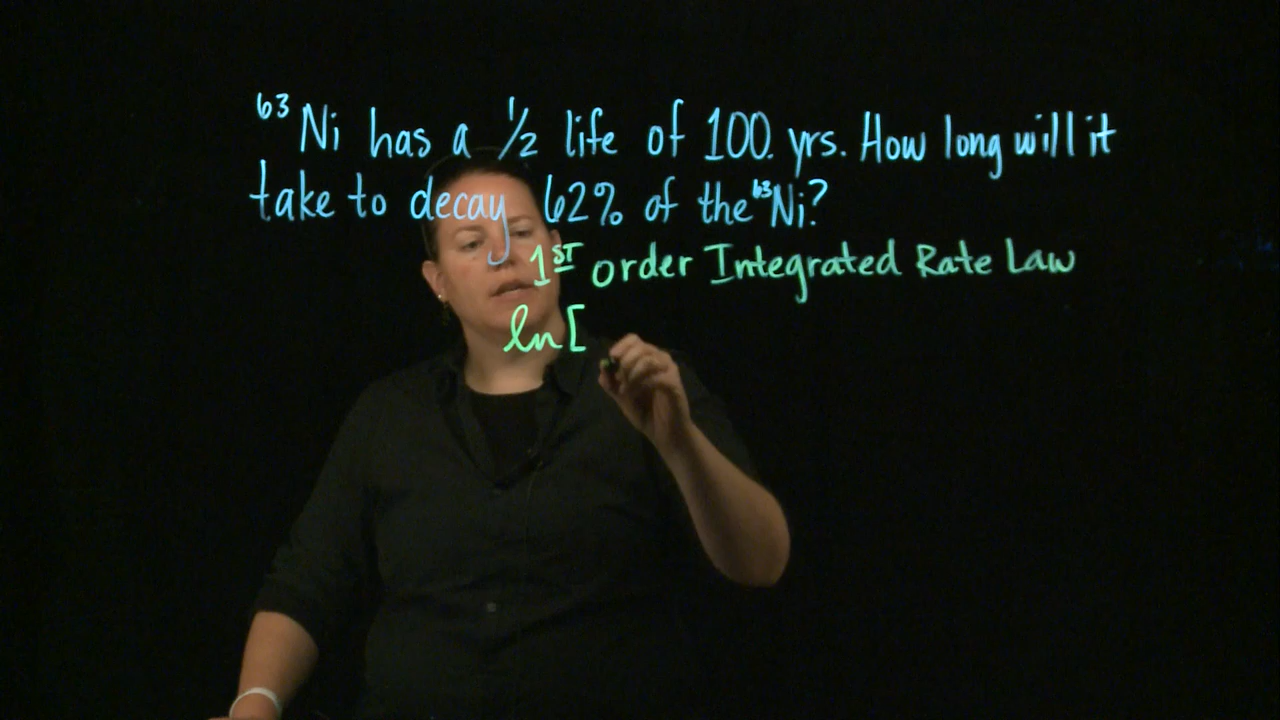 ⁶³Ni has a ½ life of 100. yrs. How long will it
take to decay 62% of the ⁶³Ni?
1ST order Integrated Rate Law
ln[